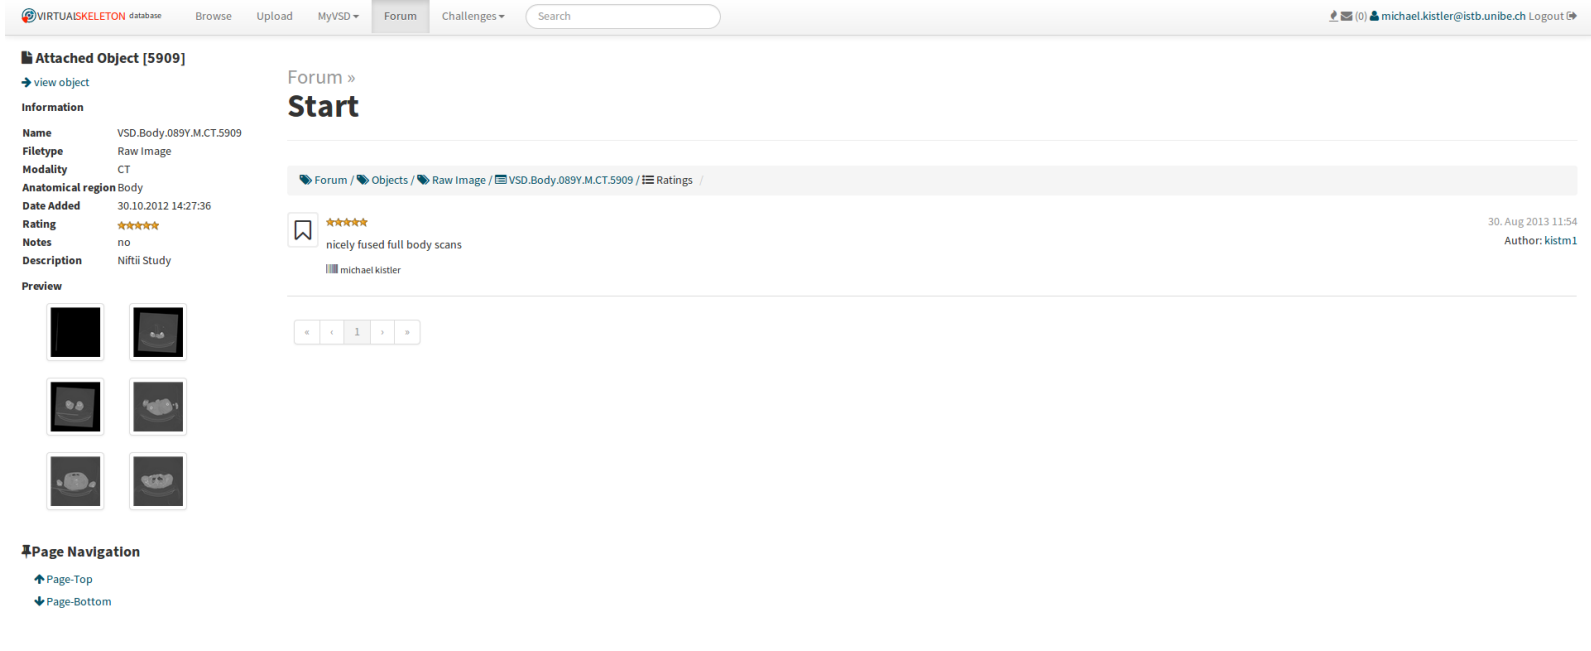 VIRTUALSKELETON database Browse Upload MyVSD Forum Challenges Search (0) michael.kistler@istb.unibe.ch Logout
Attached Object [5909]
view object
Information
Name VSD.Body.089Y.M.CT.5909
Filetype Raw Image
Modality CT
Anatomical region Body
Date Added 30.10.2012 14:27:36
Rating
Notes no
Description Niftii Study
Preview
Page Navigation
Page-Top
Page-Bottom
Forum »
Start
Forum / Objects / Raw Image / VSD.Body.089Y.M.CT.5909 / Ratings /
30. Aug 2013 11:54
nicely fused full body scans
Author: kistm1
michael kistler
« ‹ 1 › »